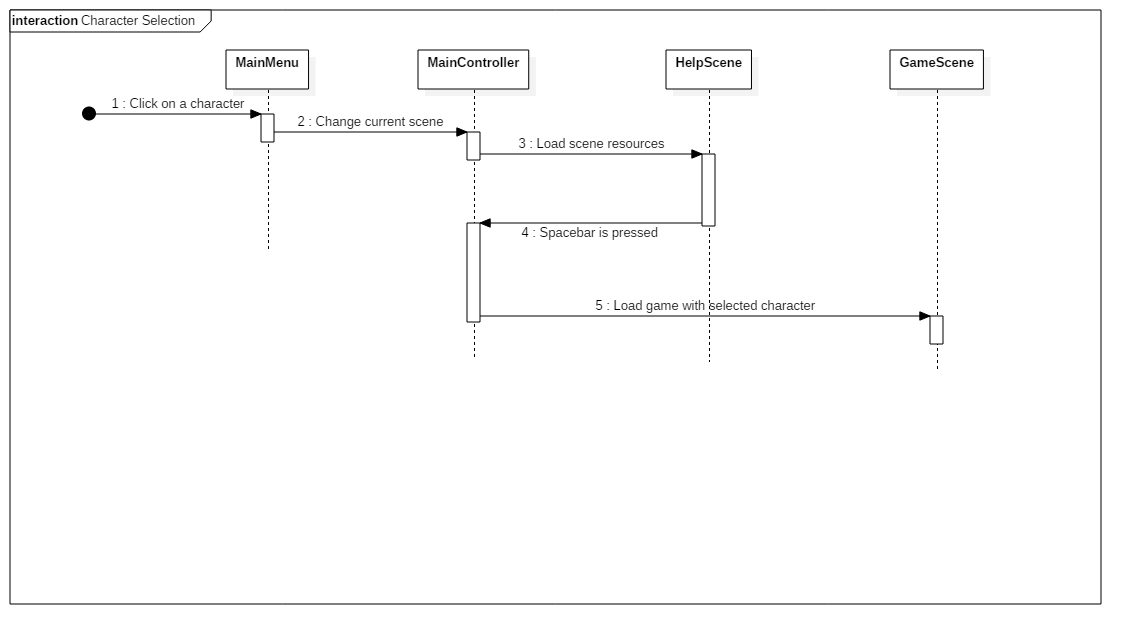 interaction Character Selection
MainMenu
MainController
HelpScene
GameScene
1 : Click on a character
2 : Change current scene
3 : Load scene resources
4 : Spacebar is pressed
5 : Load game with selected character